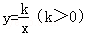 y=k/x （k＞0）